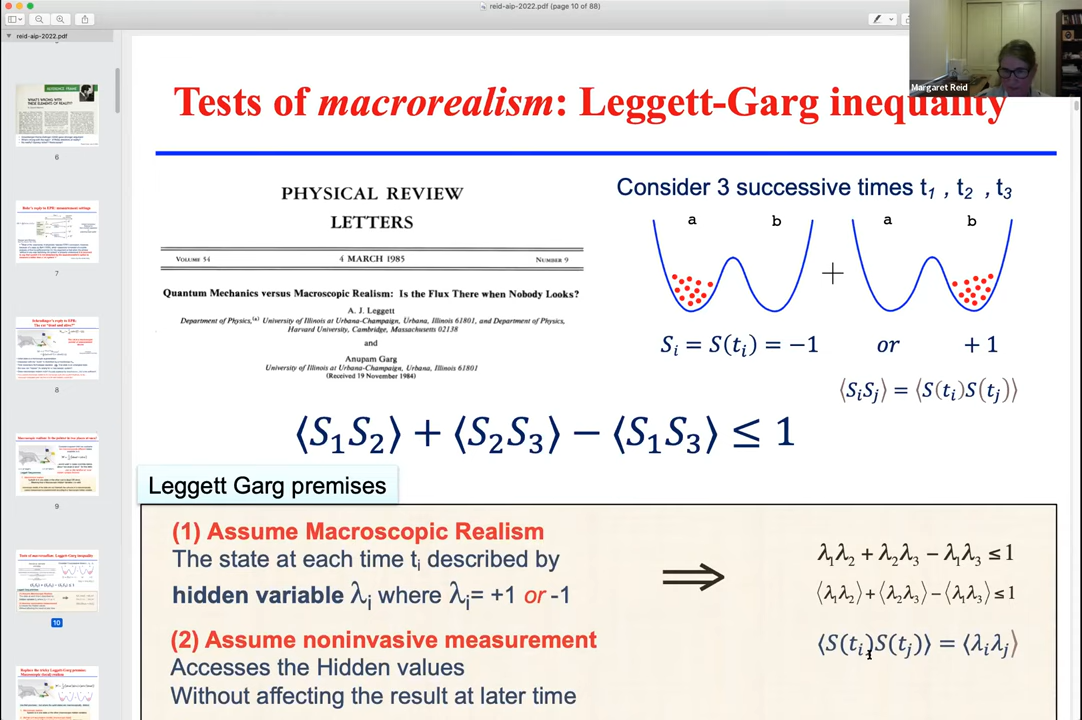 reid-aip-2022.pdf (page 10 of 88)
reid-aip-2022.pdf
6
7
8
9
10
Margaret Reid
Tests of macrorealism: Leggett-Garg inequality
PHYSICAL REVIEW
LETTERS
VOLUME 54
4 MARCH 1985
NUMBER 9
Quantum Mechanics versus Macroscopic Realism: Is the Flux There when Nobody Looks?
A. J. Leggett
Department of Physics,(a) University of Illinois at Urbana-Champaign, Urbana, Illinois 61801, and Department of Physics,
Harvard University, Cambridge, Massachusetts 02138
and
Anupam Garg
University of Illinois at Urbana-Champaign, Urbana, Illinois 61801
(Received 19 November 1984)
Consider 3 successive times t₁ , t₂ , t₃
a b a b
+
Sᵢ = S(tᵢ) = −1 or + 1
⟨SᵢSⱼ⟩ = ⟨S(tᵢ)S(tⱼ)⟩
⟨S₁S₂⟩ + ⟨S₂S₃⟩ − ⟨S₁S₃⟩ ≤ 1
Leggett Garg premises
(1) Assume Macroscopic Realism
The state at each time tᵢ described by
hidden variable λⱼ where λⱼ= +1 or -1
(2) Assume noninvasive measurement
Accesses the Hidden values
Without affecting the result at later time
⇒
λ₁λ₂ + λ₂λ₃ − λ₁λ₃ ≤ 1
⟨λ₁λ₂⟩+⟨λ₂λ₃⟩−⟨λ₁λ₃⟩≤1
⟨S(tᵢ)S(tⱼ)⟩ = ⟨λᵢλⱼ⟩